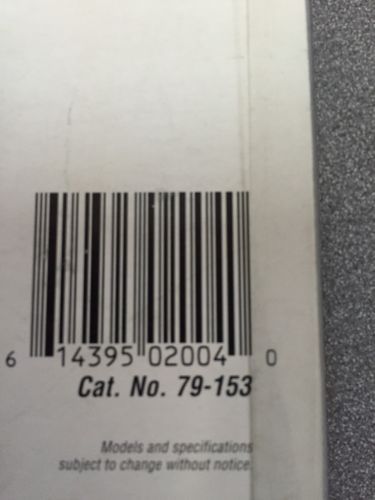 6 14395 02004 0
Cat. No. 79-153
Models and specifications
subject to change without notice.